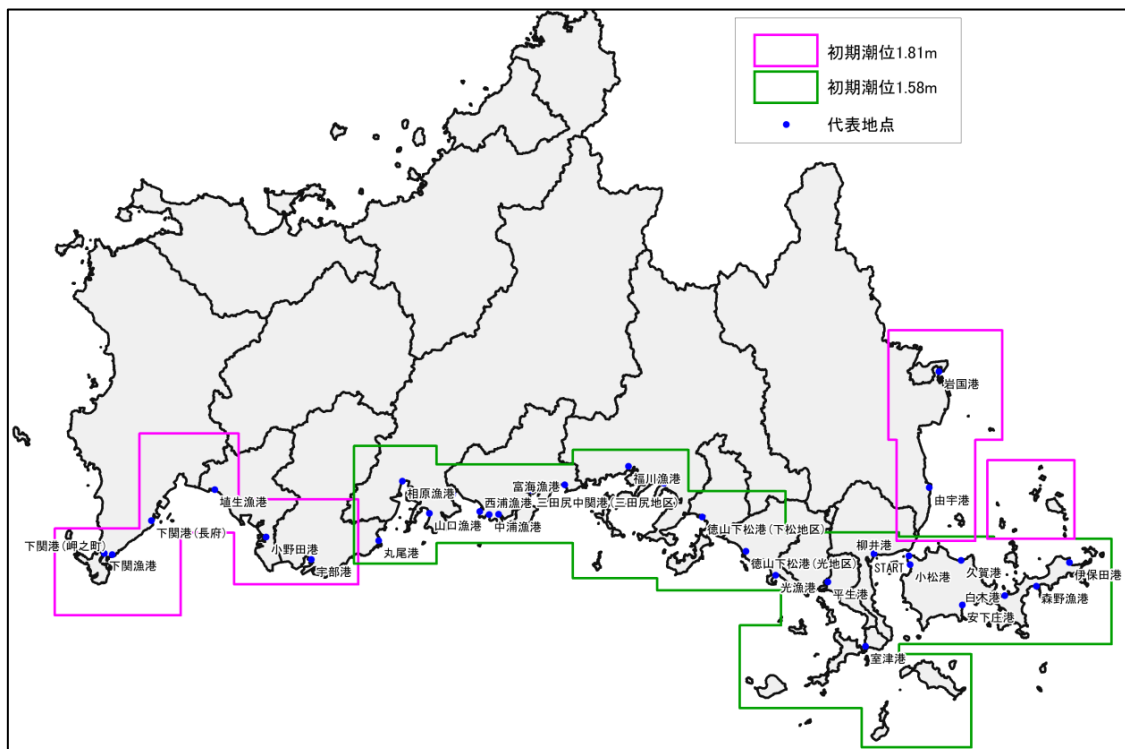 初期潮位1.81m
初期潮位1.58m
代表地点
岩国港
由宇港
埴生漁港
下関港(長府)
下関港(岬之町)
下関漁港
小野田港
宇部港
丸尾港
相原漁港
山口漁港
西浦漁港
中浦漁港
富海漁港
三田尻中関港(三田尻地区)
福川漁港
徳山下松港(下松地区)
徳山下松港(光地区)
光漁港
平生港
柳井港
START
小松港
久賀港
白木港
安下庄港
森野漁港
伊保田港
室津港